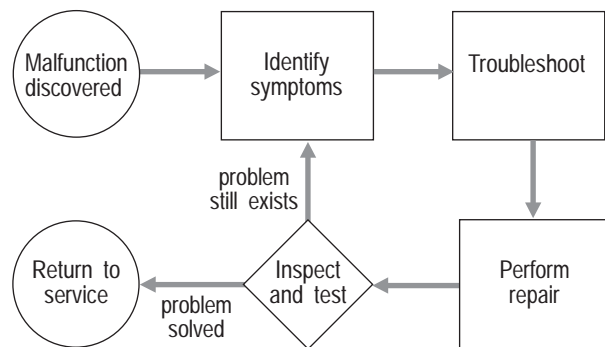 Malfunction
discovered
Identify
symptoms
Troubleshoot
problem
still exists
Return to
service
problem
solved
Inspect
and test
Perform
repair